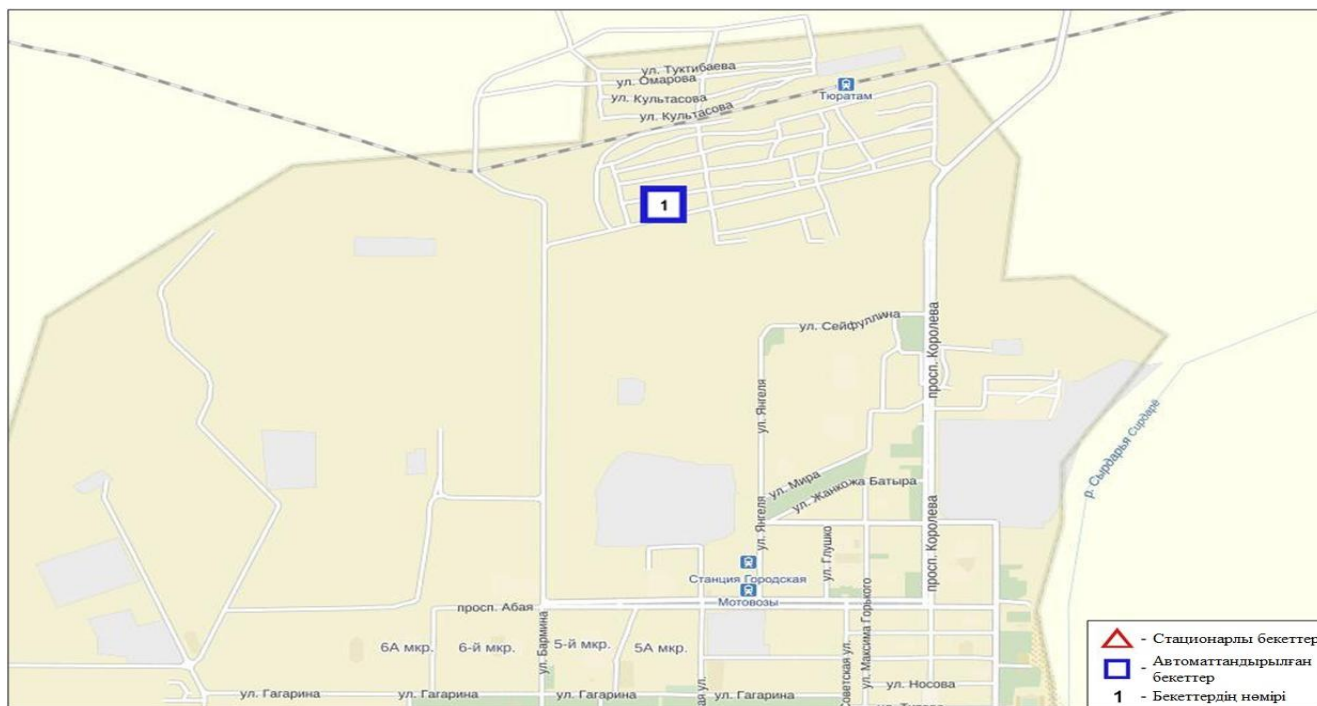 ул. Туктибаева
ул. Омарова
ул. Культасова
Тюратам
ул. Культасова
1
ул. Сейфуллина
просп. Королева
ул. Янгеля
р. Сырдарья Сирдарё
ул. Мира
ул. Жанкожа Батыра
ул. Янгеля
ул. Глушко
просп. Королева
Станция Городская
Мотовозы
просп. Абая
ул. Бармина
ул. Максима Горького
6А мкр.
6-й мкр.
5-й мкр.
5А мкр.
Советская ул.
ул. Носова
ул. Гагарина
ул. Гагарина
ул. Гагарина
ул. Гагарина
- Стационарлы бекеттер
- Автоматтандырылған
бекеттер
1 - Бекеттердің нөмірі